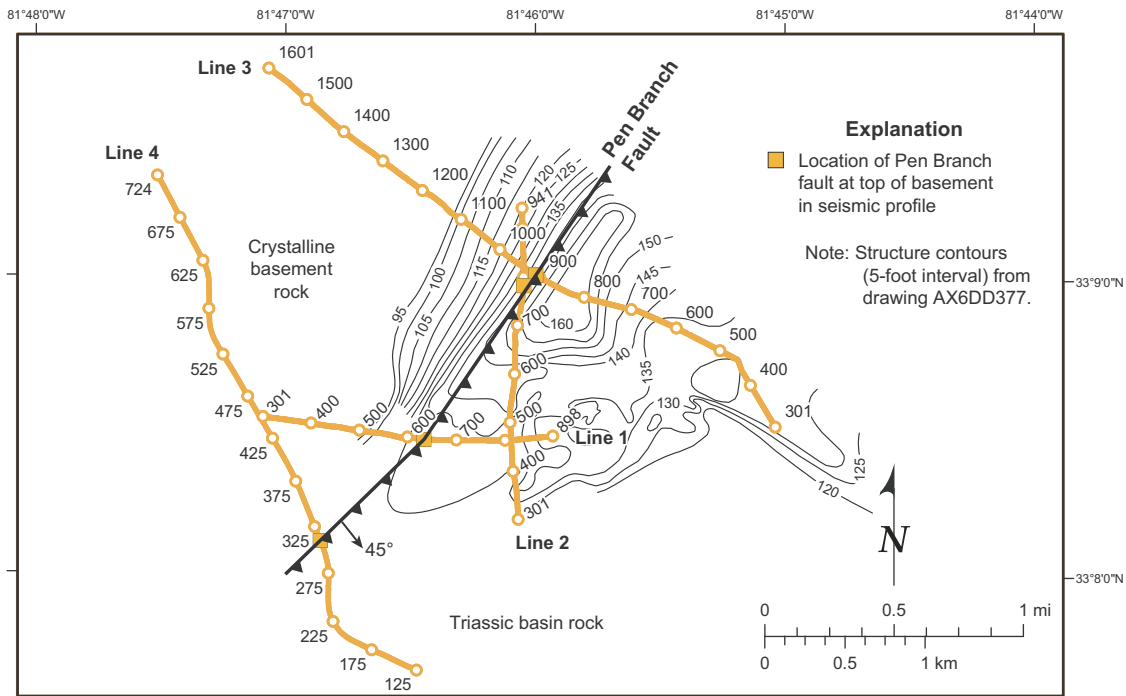 81°48'0"W
81°47'0"W
81°46'0"W
81°45'0"W
81°44'0"W
Line 3
1601
1500
1400
1300
1200
1100
1000
900
800
700
600
500
400
301
Line 4
724
675
625
575
525
475
425
375
325
275
225
175
125
Crystalline
basement
rock
Pen Branch
Fault
941
700
600
500
400
301
Line 2
301
400
500
600
700
898
Line 1
95
100
105
110
115
120
125
135
150
145
160
140
135
130
125
120
45°
Triassic basin rock
Explanation
Location of Pen Branch
fault at top of basement
in seismic profile
Note: Structure contours
(5-foot interval) from
drawing AX6DD377.
33°9'0"N
33°8'0"N
N
0
0.5
1 mi
0
0.5
1 km